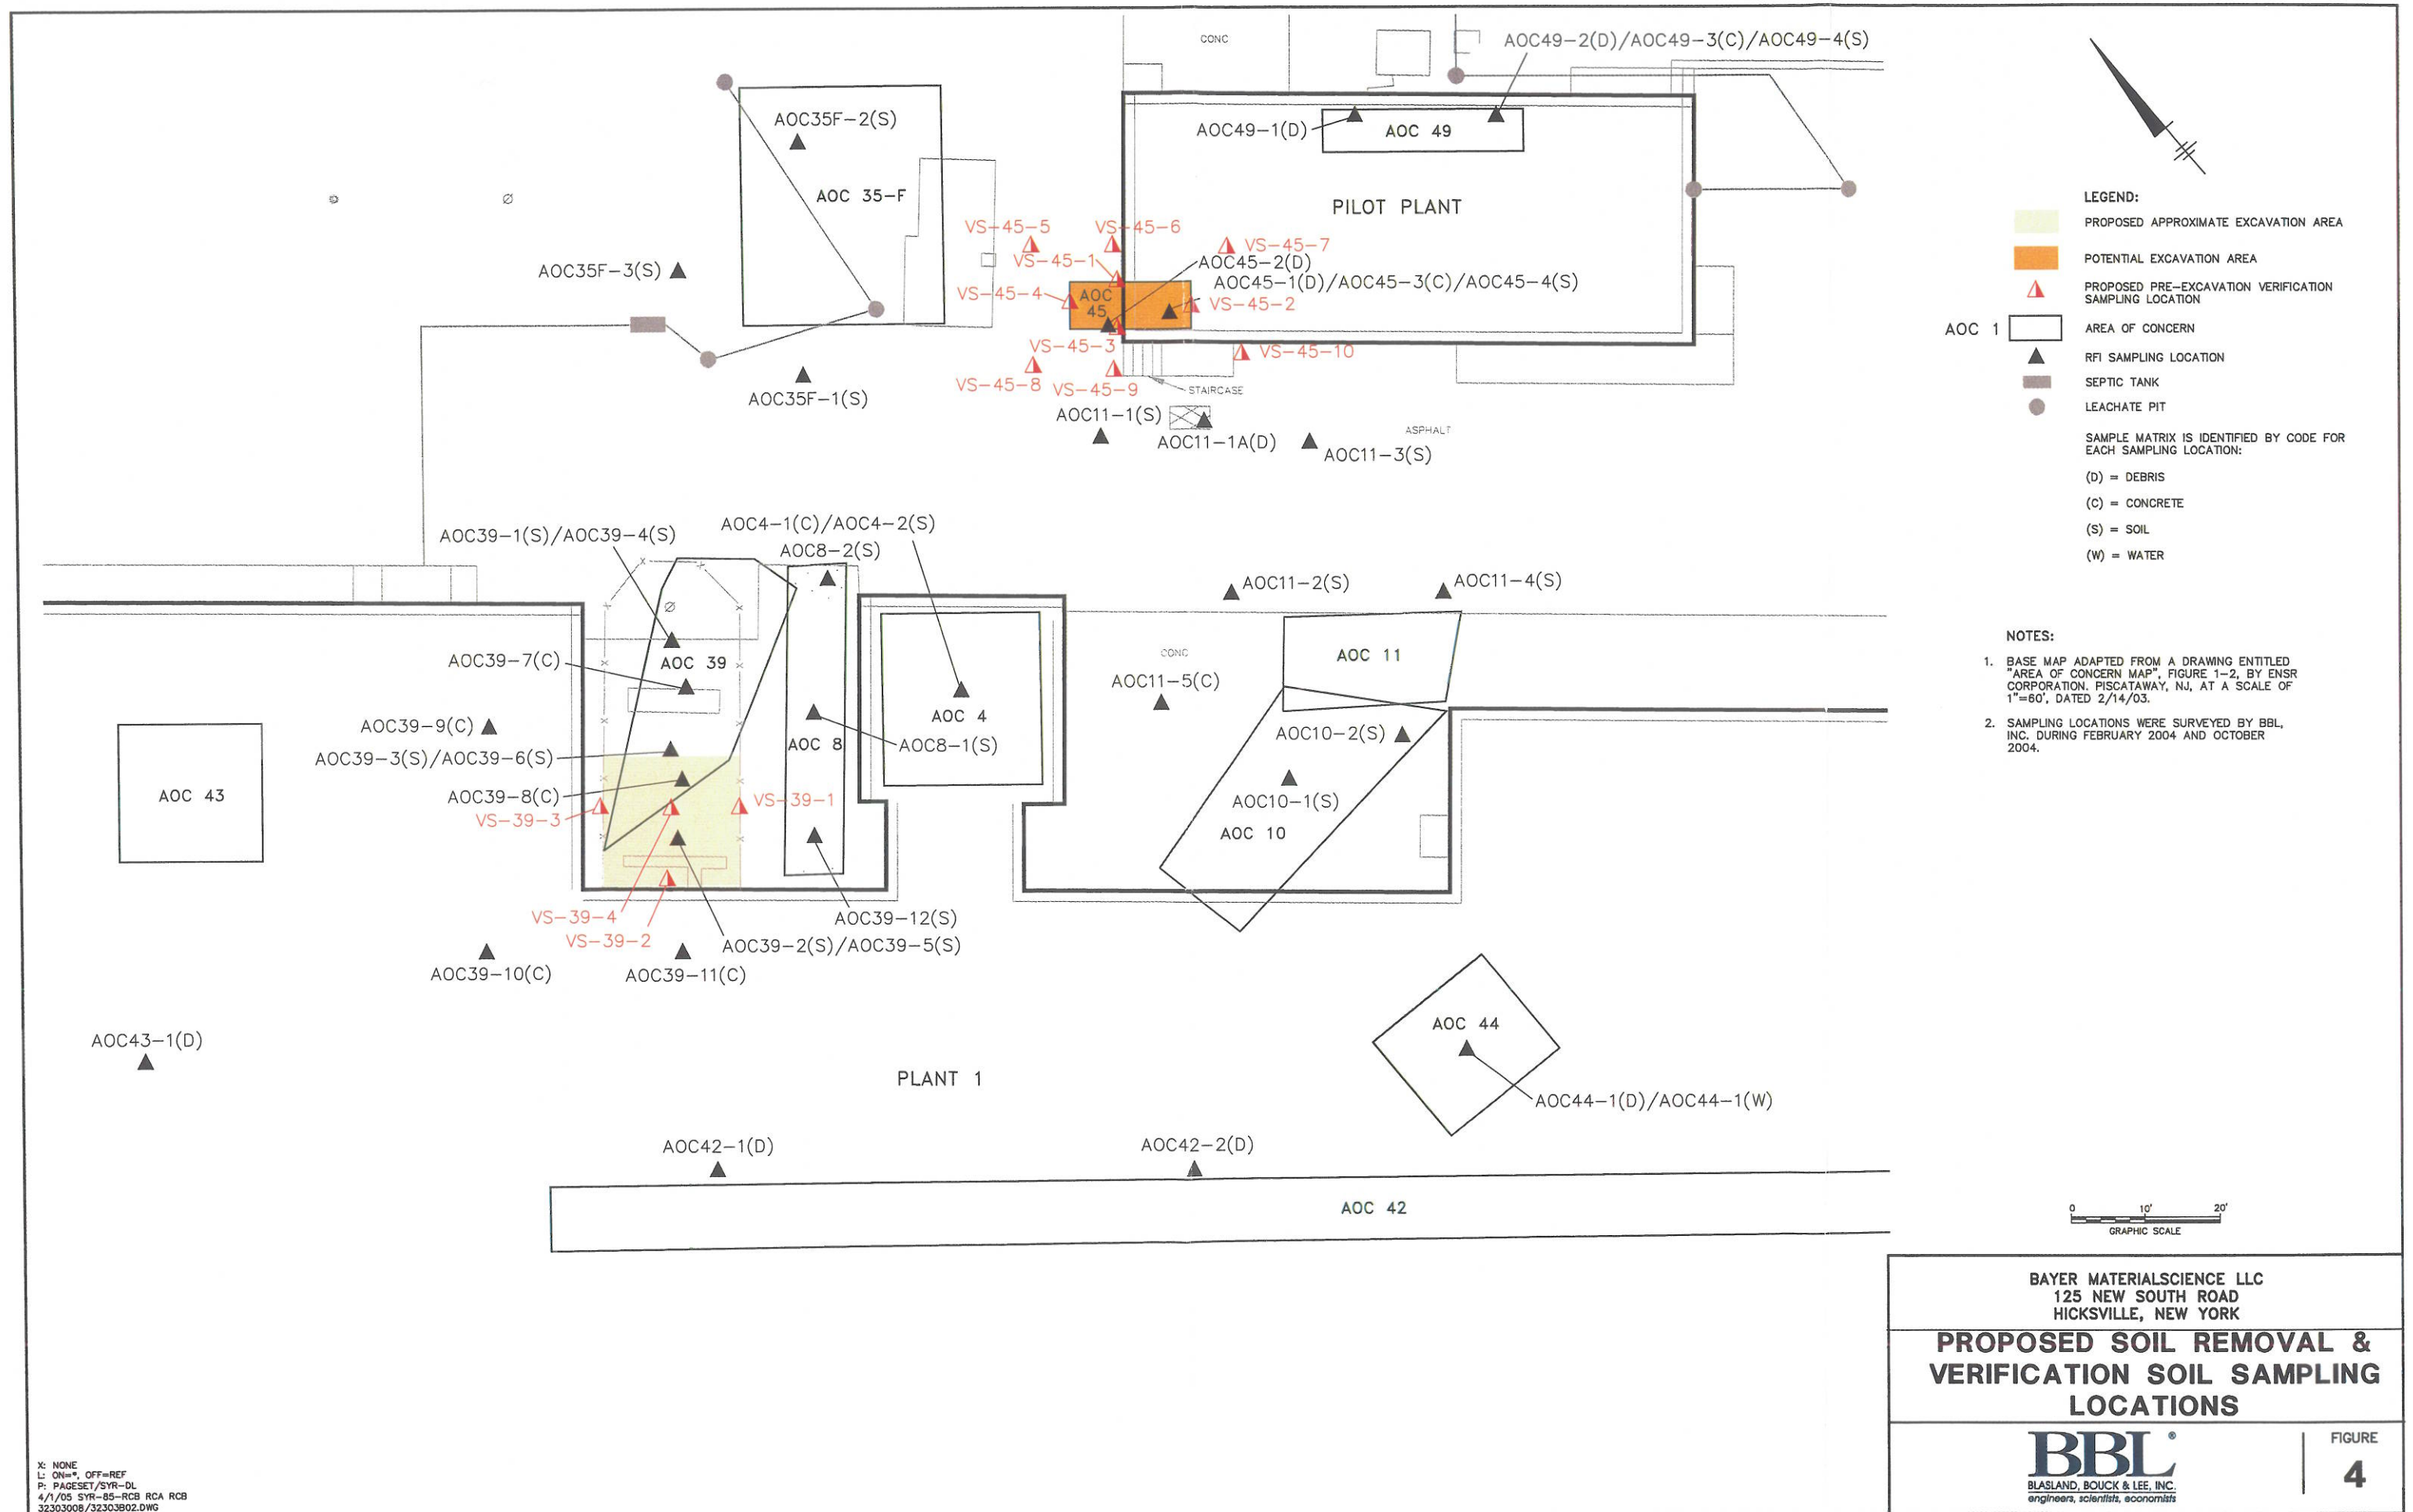 CONC
AOC49-2(D)/AOC49-3(C)/AOC49-4(S)
AOC35F-2(S)
AOC49-1(D)
AOC 49
AOC 35-F
PILOT PLANT
VS-45-5
VS-45-6
VS-45-7
VS-45-1
AOC45-2(D)
AOC35F-3(S)
AOC45-1(D)/AOC45-3(C)/AOC45-4(S)
VS-45-4
AOC
45
VS-45-2
VS-45-3
VS-45-10
VS-45-8
VS-45-9
STAIRCASE
AOC35F-1(S)
AOC11-1(S)
AOC11-1A(D)
ASPHALT
AOC11-3(S)
AOC39-1(S)/AOC39-4(S)
AOC4-1(C)/AOC4-2(S)
AOC8-2(S)
AOC11-2(S)
AOC11-4(S)
AOC39-7(C)
AOC 39
CONC
AOC 11
AOC11-5(C)
AOC39-9(C)
AOC 4
AOC 8
AOC8-1(S)
AOC10-2(S)
AOC39-3(S)/AOC39-6(S)
AOC 43
AOC39-8(C)
VS-39-1
VS-39-3
AOC10-1(S)
AOC 10
VS-39-4
AOC39-12(S)
VS-39-2
AOC39-2(S)/AOC39-5(S)
AOC39-10(C)
AOC39-11(C)
AOC43-1(D)
AOC 44
PLANT 1
AOC44-1(D)/AOC44-1(W)
AOC42-1(D)
AOC42-2(D)
AOC 42
LEGEND:
PROPOSED APPROXIMATE EXCAVATION AREA
POTENTIAL EXCAVATION AREA
PROPOSED PRE-EXCAVATION VERIFICATION
SAMPLING LOCATION
AOC 1
AREA OF CONCERN
RFI SAMPLING LOCATION
SEPTIC TANK
LEACHATE PIT
SAMPLE MATRIX IS IDENTIFIED BY CODE FOR
EACH SAMPLING LOCATION:
(D) = DEBRIS
(C) = CONCRETE
(S) = SOIL
(W) = WATER
NOTES:
1. BASE MAP ADAPTED FROM A DRAWING ENTITLED
"AREA OF CONCERN MAP", FIGURE 1-2, BY ENSR
CORPORATION. PISCATAWAY, NJ, AT A SCALE OF
1"=60', DATED 2/14/03.
2. SAMPLING LOCATIONS WERE SURVEYED BY BBL,
INC. DURING FEBRUARY 2004 AND OCTOBER
2004.
0 10' 20'
GRAPHIC SCALE
BAYER MATERIALSCIENCE LLC
125 NEW SOUTH ROAD
HICKSVILLE, NEW YORK
PROPOSED SOIL REMOVAL &
VERIFICATION SOIL SAMPLING
LOCATIONS
BBL®
BLASLAND, BOUCK & LEE, INC.
engineers, scientists, economists
FIGURE
4
X: NONE
L: ON=*, OFF=REF
P: PAGESET/SYR-DL
4/1/05 SYR-85-RCB RCA RCB
32303008/32303B02.DWG